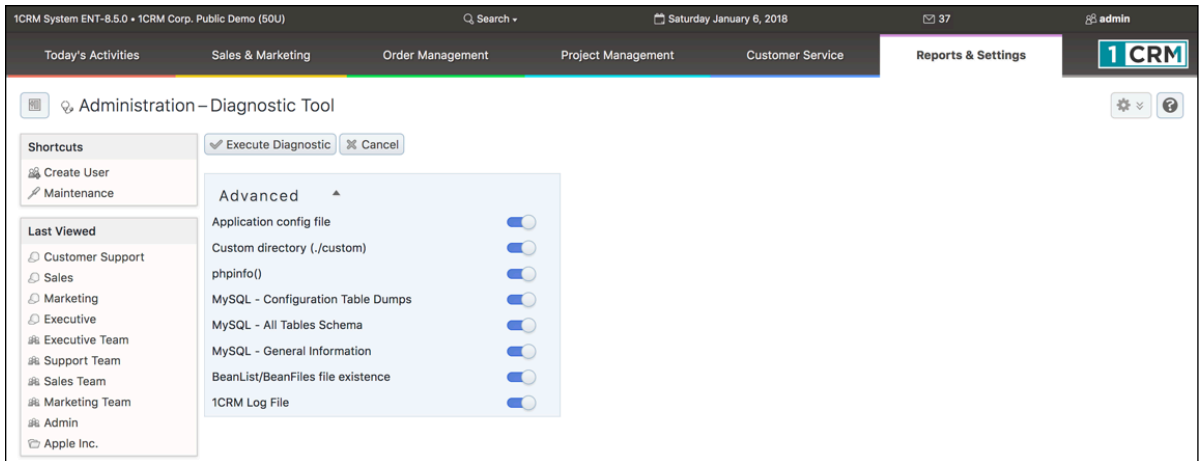 1CRM System ENT-8.5.0 • 1CRM Corp. Public Demo (50U) Search Saturday January 6, 2018 37 admin
Today's Activities Sales & Marketing Order Management Project Management Customer Service Reports & Settings 1 CRM
Administration – Diagnostic Tool
Shortcuts
Create User
Maintenance
Last Viewed
Customer Support
Sales
Marketing
Executive
Executive Team
Support Team
Sales Team
Marketing Team
Admin
Apple Inc.
Execute Diagnostic Cancel
Advanced
Application config file
Custom directory (./custom)
phpinfo()
MySQL - Configuration Table Dumps
MySQL - All Tables Schema
MySQL - General Information
BeanList/BeanFiles file existence
1CRM Log File